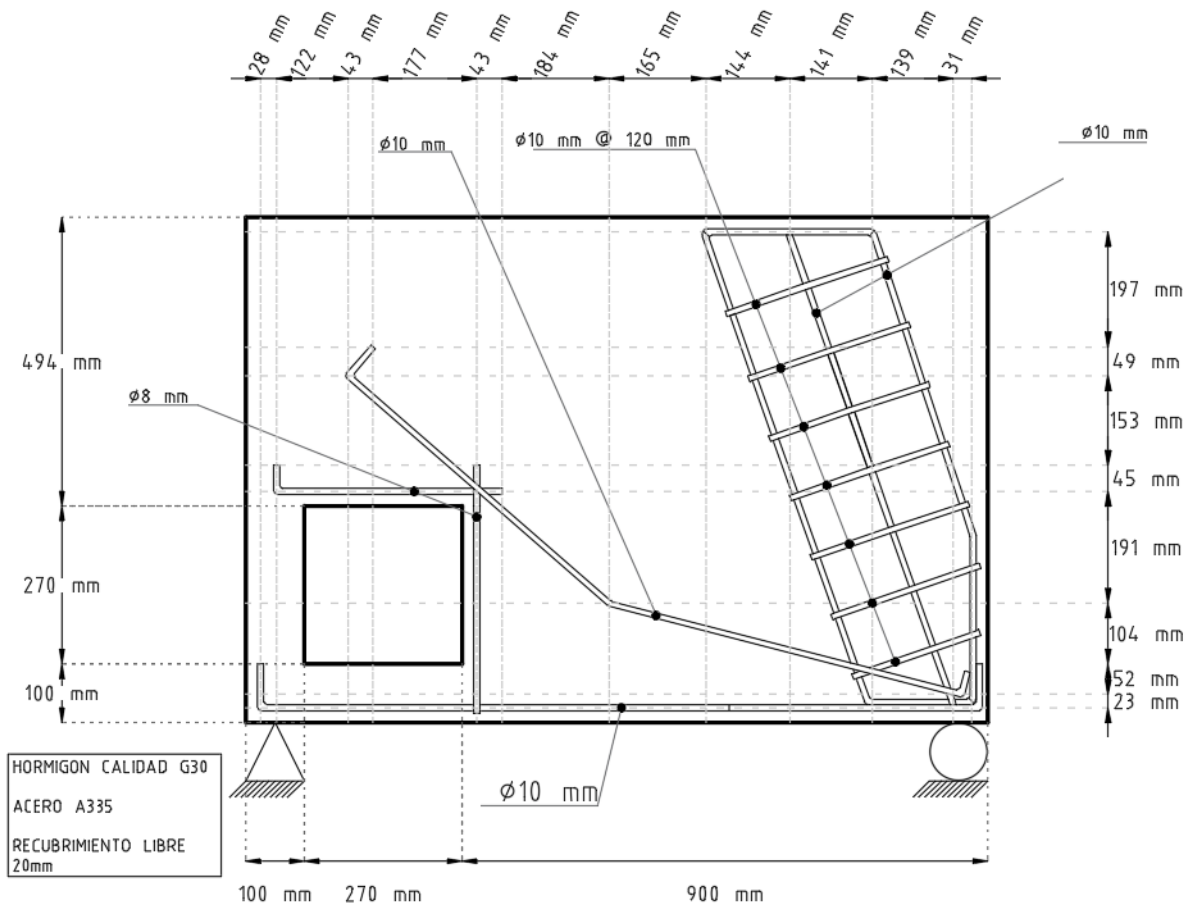 28 mm
122 mm
43 mm
177 mm
43 mm
184 mm
165 mm
144 mm
141 mm
139 mm
31 mm
ø10 mm
ø10 mm @ 120 mm
ø10 mm
197 mm
494 mm
49 mm
ø8 mm
153 mm
45 mm
191 mm
270 mm
104 mm
52 mm
100 mm
23 mm
HORMIGON CALIDAD G30
ACERO A335
RECUBRIMIENTO LIBRE
20mm
ø10 mm
100 mm
270 mm
900 mm